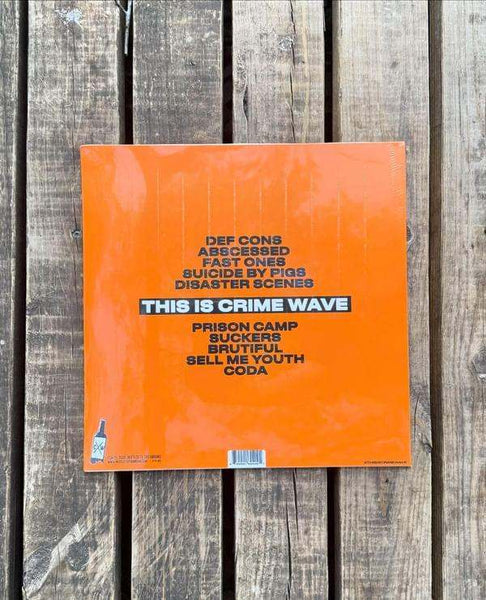 DEF CONS
ABSCESSED
FAST ONES
SUICIDE BY PIGS
DISASTER SCENES
THIS IS CRIME WAVE
PRISON CAMP
SUCKERS
BRUTIFUL
SELL ME YOUTH
CODA